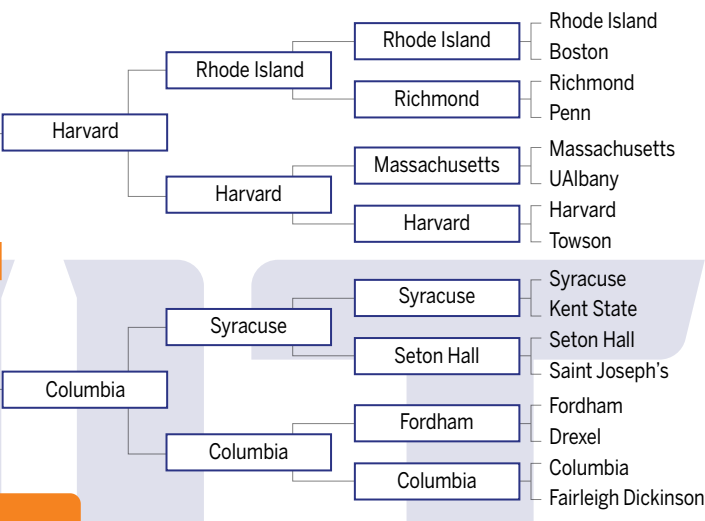 Rhode Island
Rhode Island
Boston
Rhode Island
Richmond
Richmond
Penn
Harvard
Massachusetts
Massachusetts
UAlbany
Harvard
Harvard
Harvard
Towson
Syracuse
Syracuse
Kent State
Syracuse
Seton Hall
Seton Hall
Saint Joseph's
Columbia
Fordham
Fordham
Drexel
Columbia
Columbia
Columbia
Fairleigh Dickinson